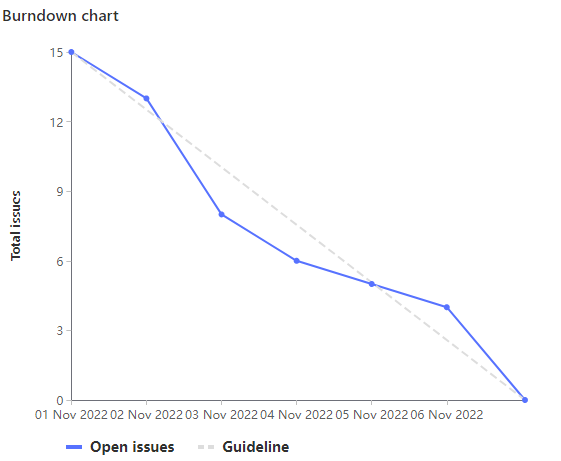 Burndown chart
15
12
9
6
3
0
Total issues
01 Nov 2022 02 Nov 2022 03 Nov 2022 04 Nov 2022 05 Nov 2022 06 Nov 2022
Open issues Guideline